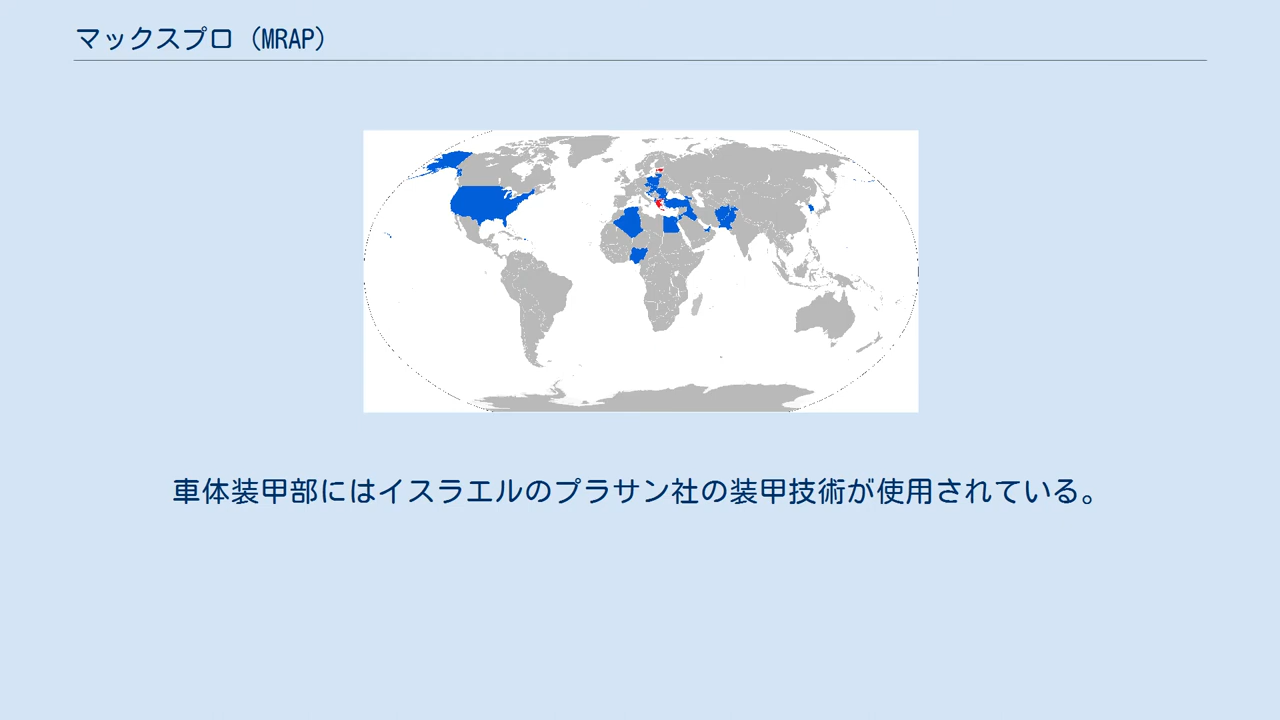 マックスプロ（MRAP）
車体装甲部にはイスラエルのプラサン社の装甲技術が使用されている。